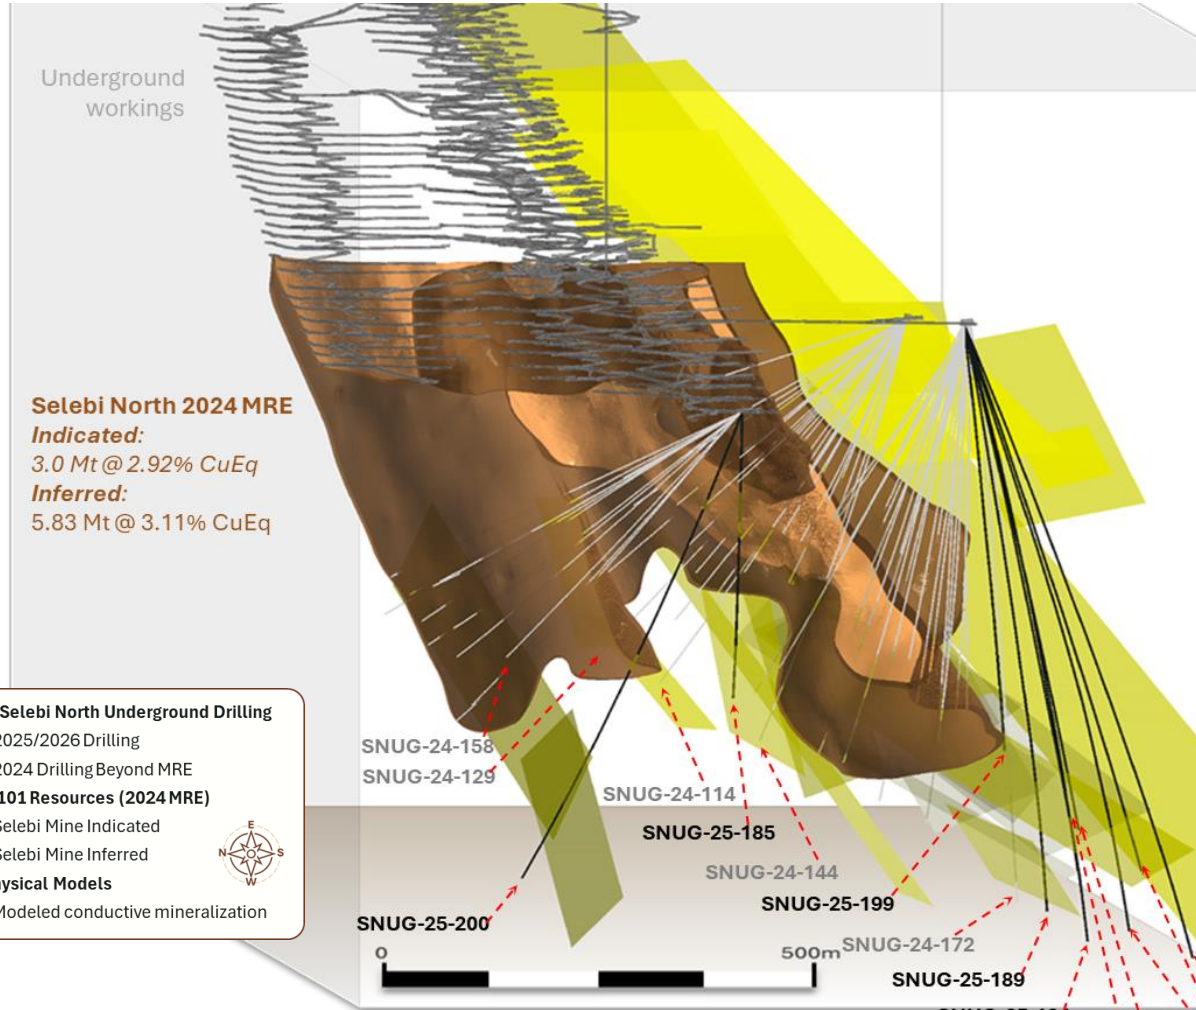 Underground
workings
Selebi North 2024 MRE
Indicated:
3.0 Mt @ 2.92% CuEq
Inferred:
5.83 Mt @ 3.11% CuEq
Selebi North Underground Drilling
2025/2026 Drilling
2024 Drilling Beyond MRE
101 Resources (2024 MRE)
Selebi Mine Indicated
Selebi Mine Inferred
ysical Models
Modeled conductive mineralization
E
N S
W
SNUG-24-158
SNUG-24-129
SNUG-24-114
SNUG-25-185
SNUG-24-144
SNUG-25-199
SNUG-25-200
SNUG-24-172
0 500m
SNUG-25-189